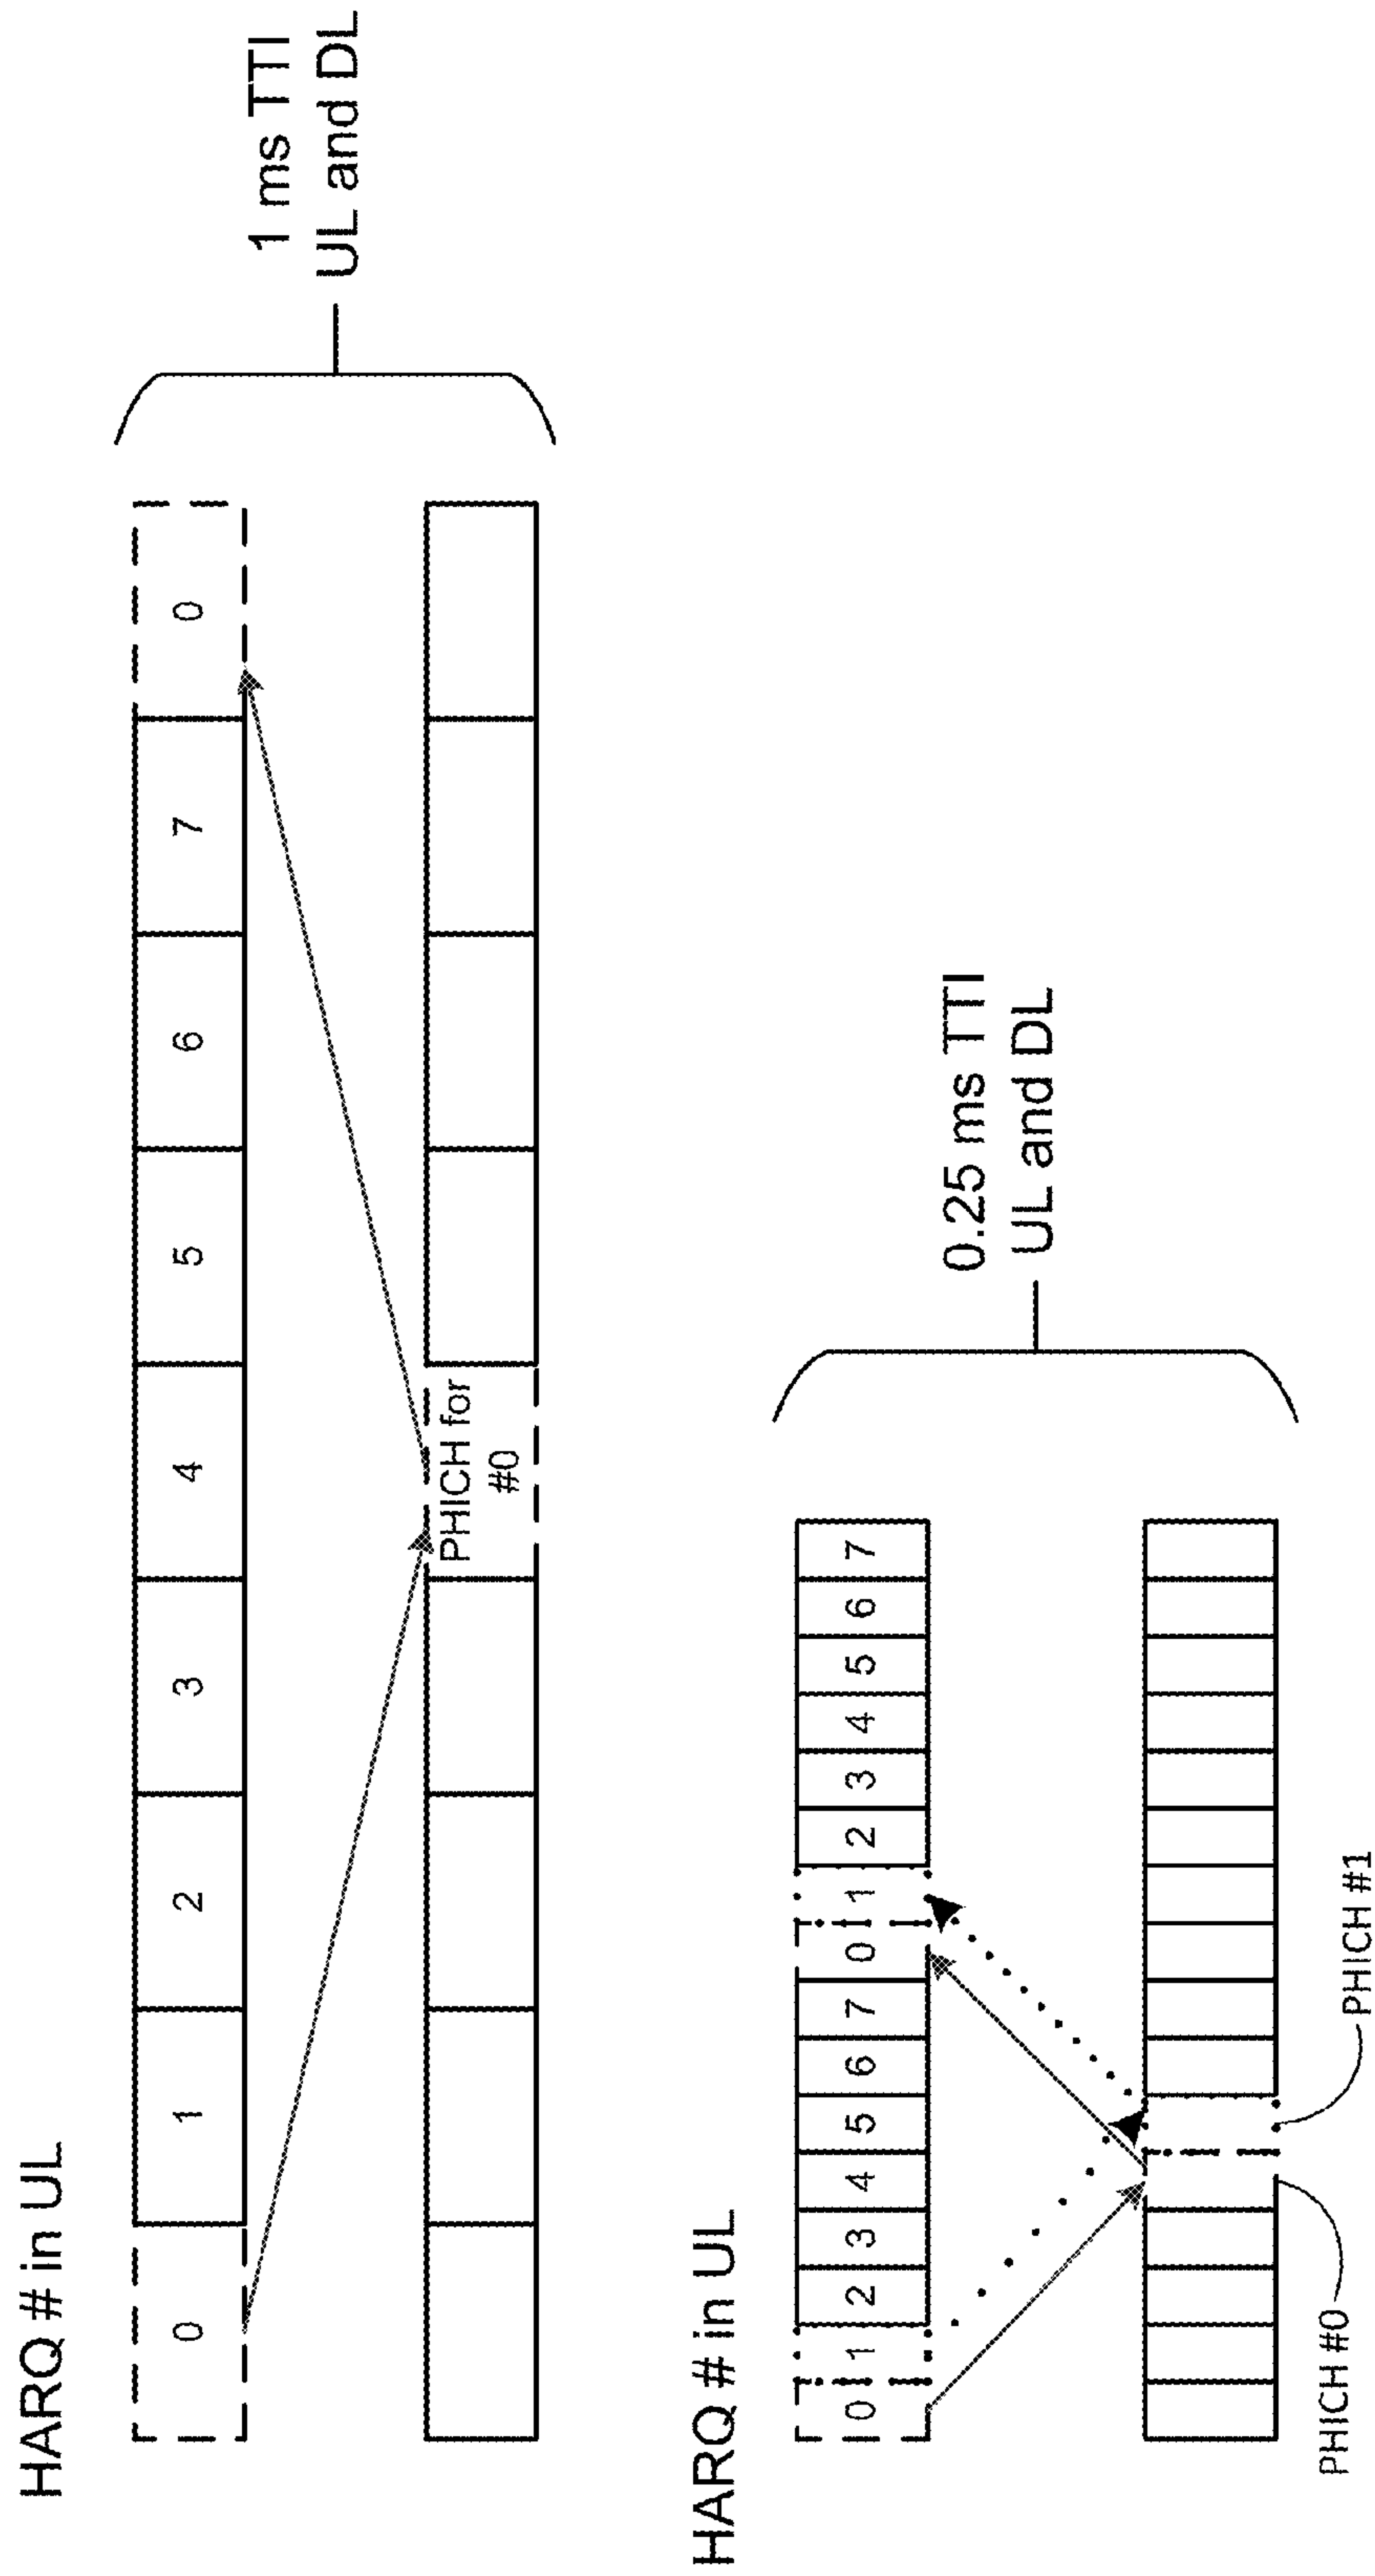 HARQ # in UL
0 1 2 3 4 5 6 7 0
PHICH for
#0
1 ms TTI
UL and DL
HARQ # in UL
0 1 2 3 4 5 6 7 0 1 2 3 4 5 6 7
PHICH #0
PHICH #1
0.25 ms TTI
UL and DL